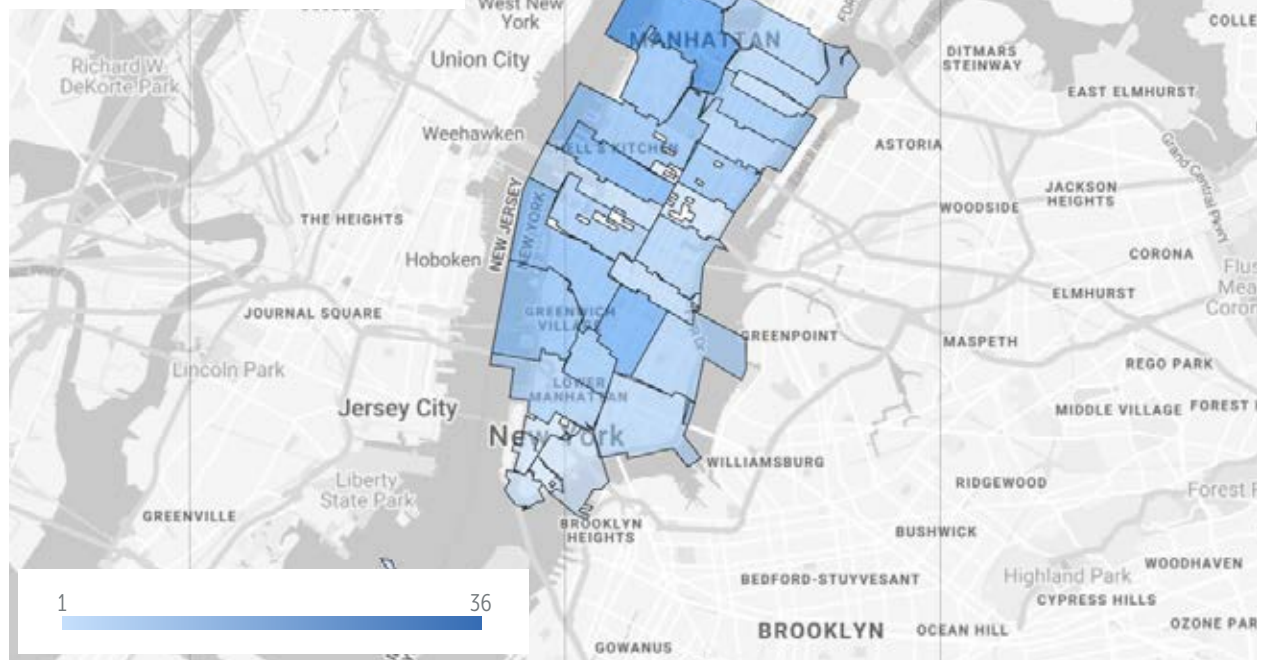 West New
York
MANHATTAN
COLLE
DITMARS
STEINWAY
Union City
Richard W.
DeKorte Park
EAST ELMHURST
Weehawken
ASTORIA
HELL'S KITCHEN
Grand Central Pkwy
JACKSON
HEIGHTS
WOODSIDE
THE HEIGHTS
NEW JERSEY
NEW YORK
Hoboken
CORONA
Flus
Mea
Coron
ELMHURST
JOURNAL SQUARE
GREENWICH
VILLAGE
GREENPOINT
MASPETH
REGO PARK
Lincoln Park
LOWER
MANHATTAN
Jersey City
MIDDLE VILLAGE
FOREST
New York
WILLIAMSBURG
Liberty
State Park
RIDGEWOOD
Forest
GREENVILLE
BROOKLYN
HEIGHTS
BUSHWICK
WOODHAVEN
BEDFORD-STUYVESANT
Highland Park
CYPRESS HILLS
1
36
BROOKLYN
OCEAN HILL
OZONE PAR
GOWANUS